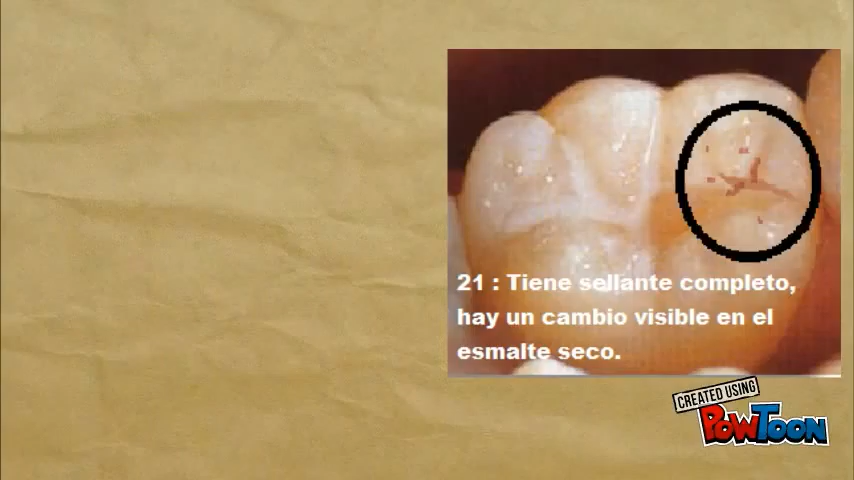 21 : Tiene sellante completo,
hay un cambio visible en el
esmalte seco.
CREATED USING
POWTOON